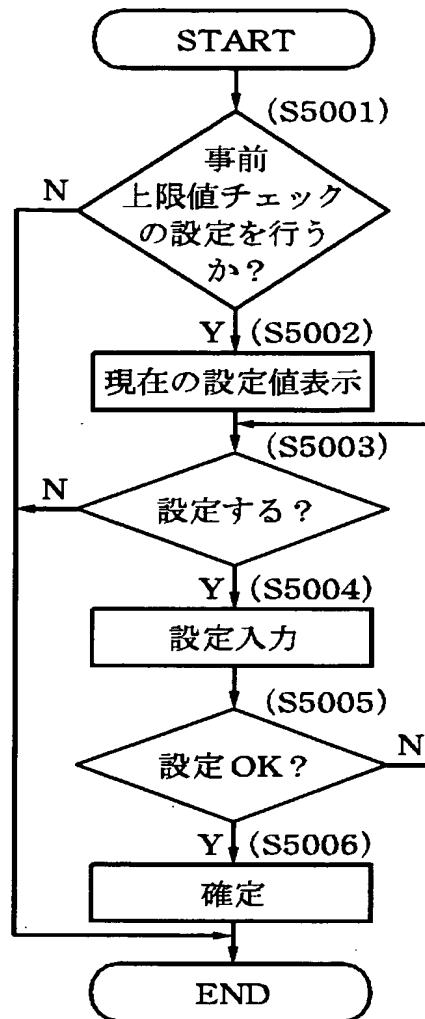 START
(S5001)
事前
上限値チェック
の設定を行う
か？
N
Y (S5002)
現在の設定値表示
(S5003)
設定する？
N
Y (S5004)
設定入力
(S5005)
設定OK？
N
Y (S5006)
確定
END